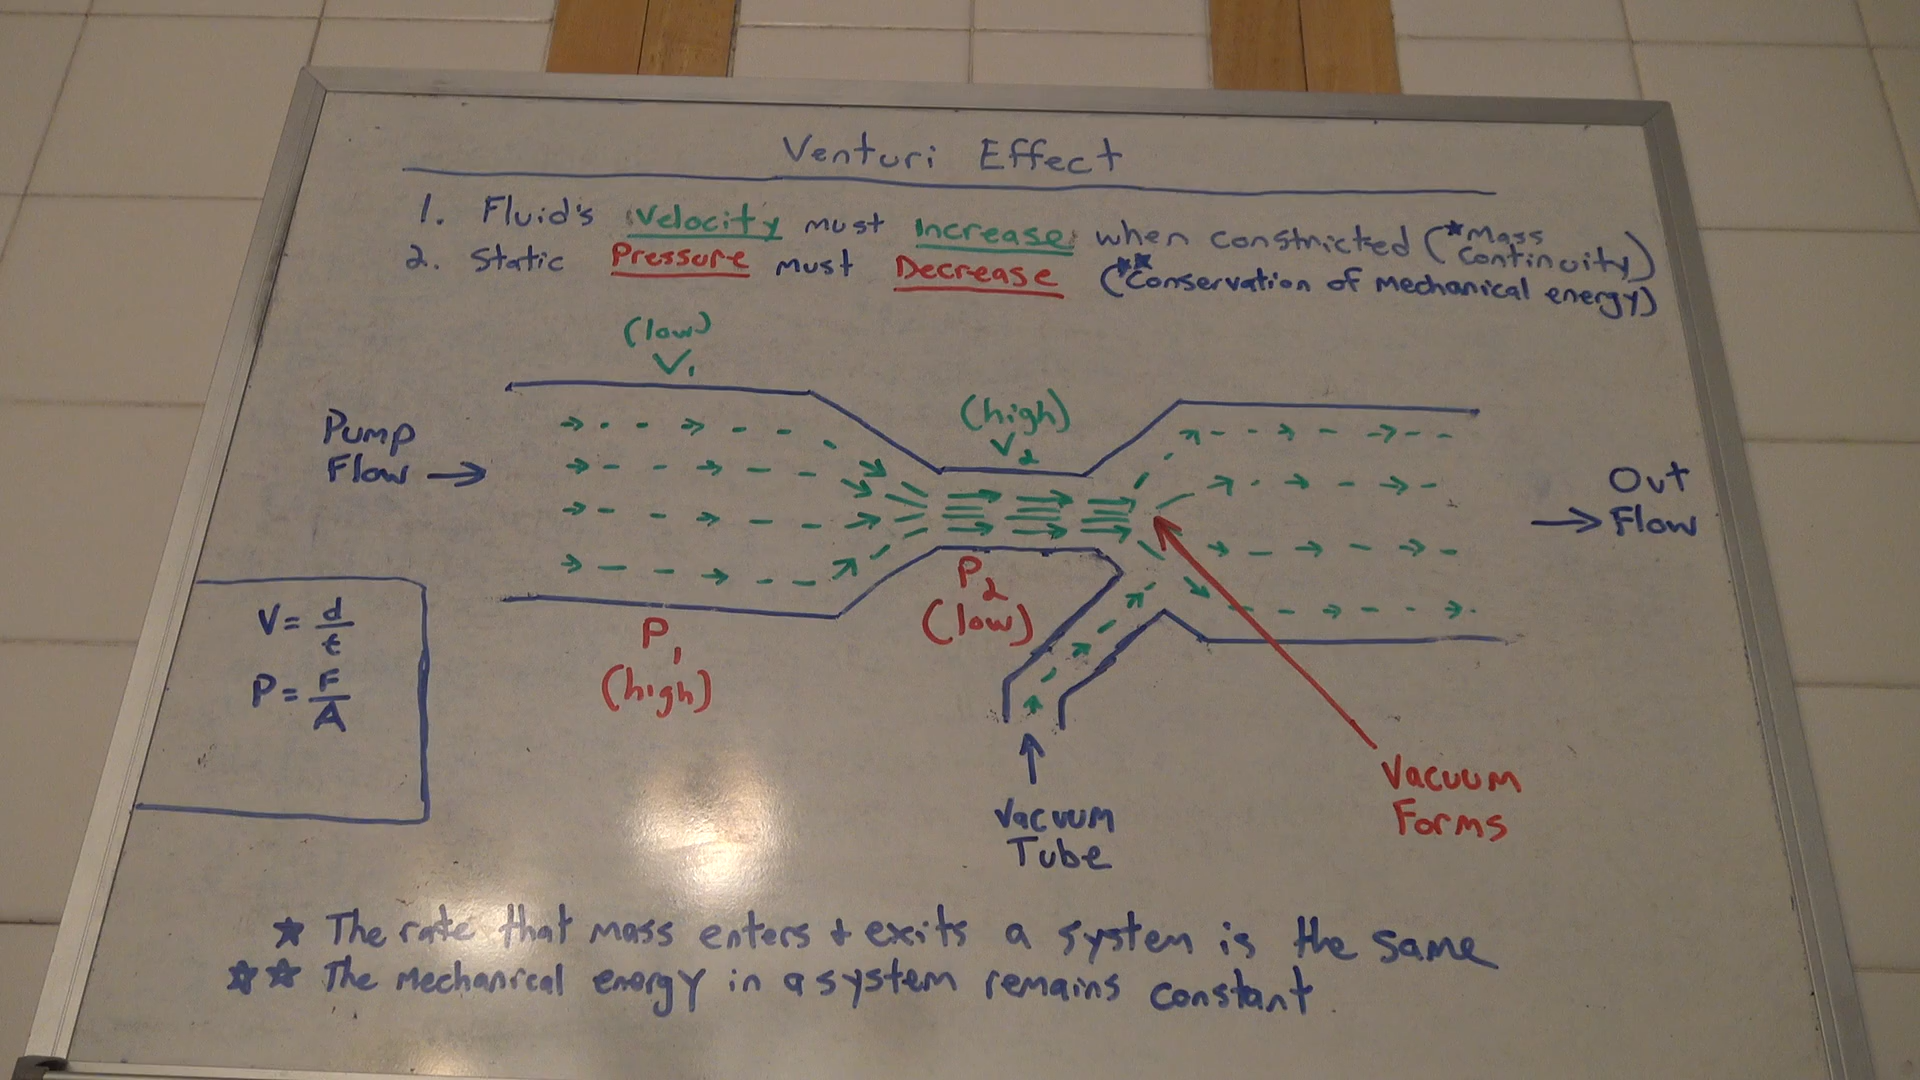 Venturi Effect
1. Fluid's Velocity must Increase when constricted (*Mass Continuity)
2. Static Pressure must Decrease (**Conservation of mechanical energy)
(low)
V1
(high)
V2
Pump
Flow →
Out
→ Flow
P1
(high)
P2
(low)
V = d/t
P = F/A
Vacuum
Tube
Vacuum
Forms
* The rate that mass enters + exits a system is the same
** The Mechanical energy in a system remains constant.